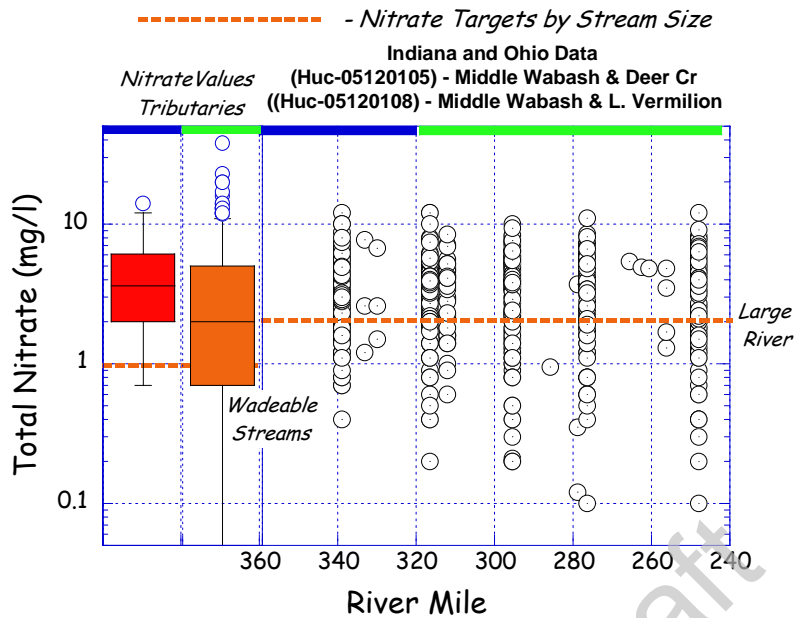 - Nitrate Targets by Stream Size
Indiana and Ohio Data
(Huc-05120105) - Middle Wabash & Deer Cr
((Huc-05120108) - Middle Wabash & L. Vermilion
NitrateValues
Tributaries
Total Nitrate (mg/l)
10
1
0.1
Large
River
Wadeable
Streams
360 340 320 300 280 260 240
River Mile
aft